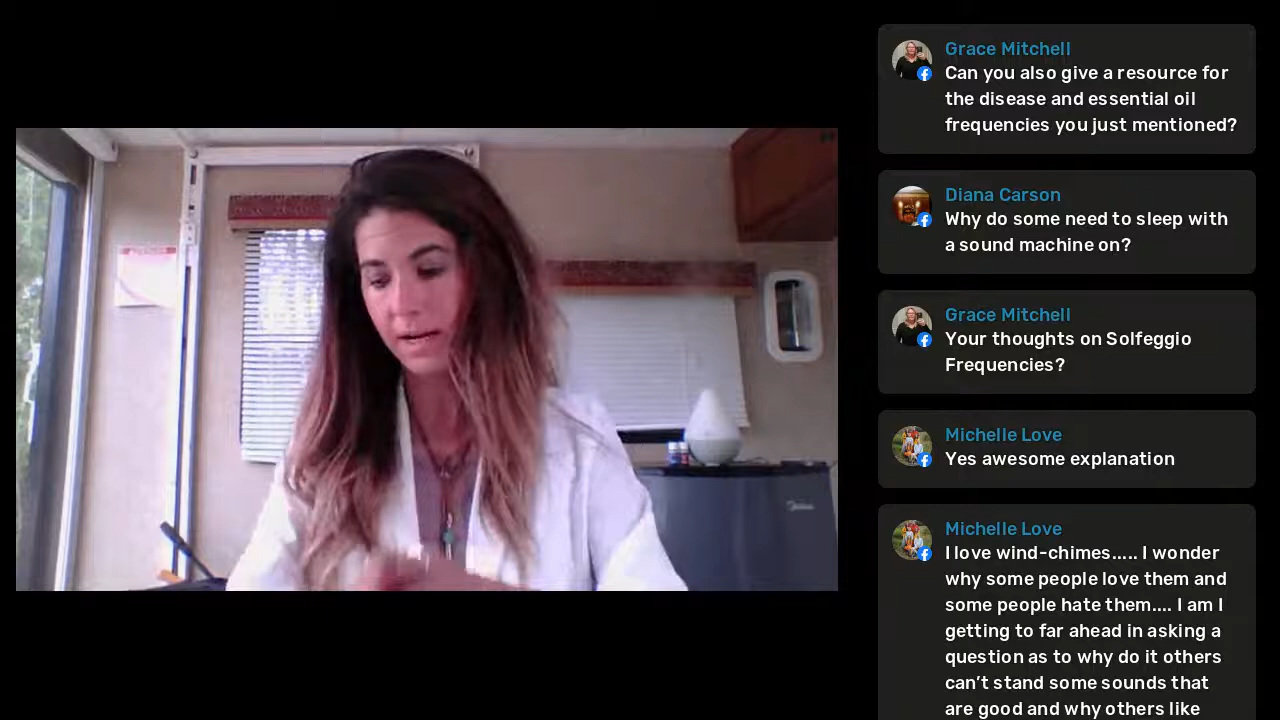 Grace Mitchell
Can you also give a resource for
the disease and essential oil
frequencies you just mentioned?
Diana Carson
Why do some need to sleep with
a sound machine on?
Grace Mitchell
Your thoughts on Solfeggio
Frequencies?
Michelle Love
Yes awesome explanation
Michelle Love
I love wind-chimes..... I wonder
why some people love them and
some people hate them.... I am I
getting to far ahead in asking a
question as to why do it others
can't stand some sounds that
are good and why others like